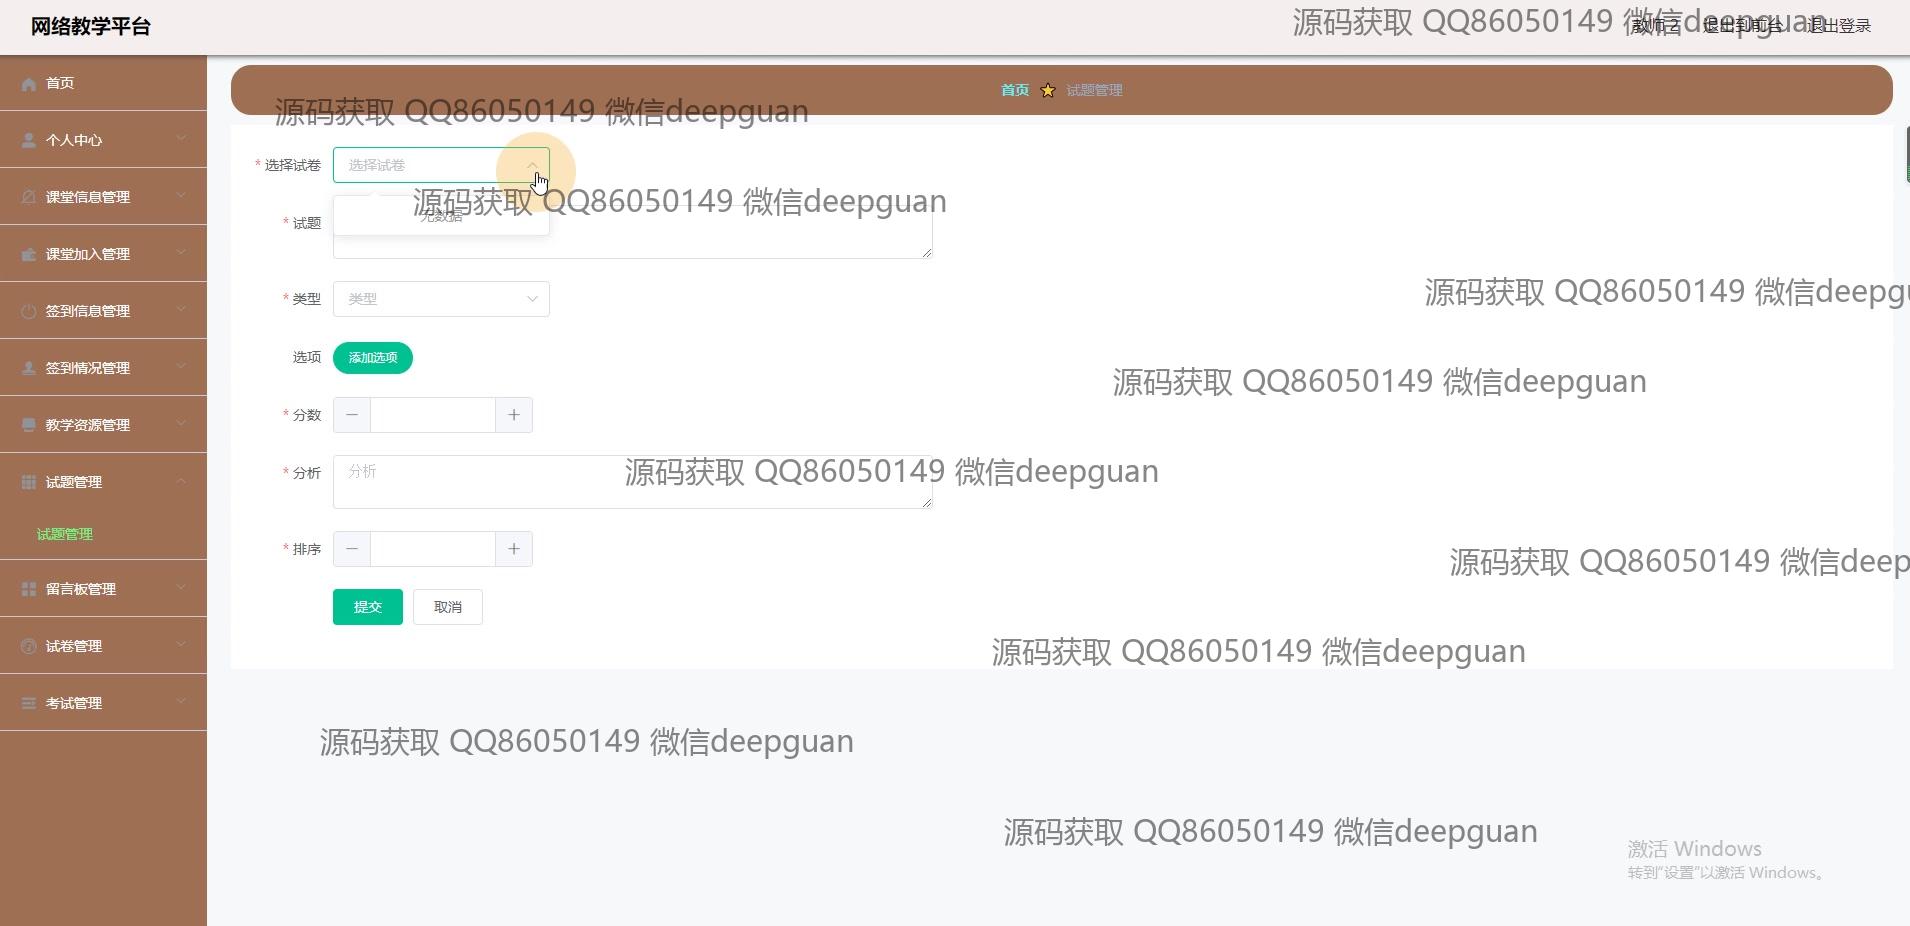 网络教学平台
源码获取 QQ86050149 微信deepguan
教师 2 退出到前台 退出登录
首页
首页 试题管理
源码获取 QQ86050149 微信deepguan
个人中心
* 选择试卷 选择试卷
课堂信息管理
源码获取 QQ86050149 微信deepguan
无数据
* 试题
课堂加入管理
源码获取 QQ86050149 微信deepgu
* 类型 类型
签到信息管理
选项 添加选项
签到情况管理
源码获取 QQ86050149 微信deepguan
* 分数
教学资源管理
* 分析 分析
源码获取 QQ86050149 微信deepguan
试题管理
试题管理
* 排序
源码获取 QQ86050149 微信deep
留言板管理
提交 取消
试卷管理
源码获取 QQ86050149 微信deepguan
考试管理
源码获取 QQ86050149 微信deepguan
源码获取 QQ86050149 微信deepguan
激活 Windows
转到"设置"以激活 Windows。